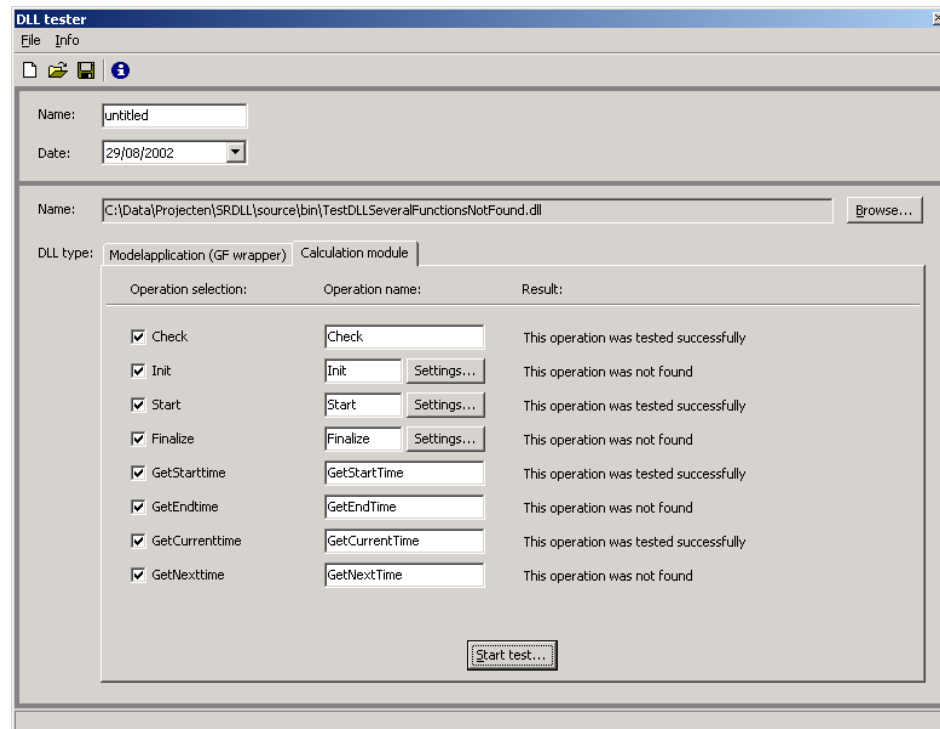 DLL tester
File Info
Name: untitled
Date: 29/08/2002
Name: C:\Data\Projecten\SRDLL\source\bin\TestDLLSeveralFunctionsNotFound.dll Browse...
DLL type: Modelapplication (GF wrapper) Calculation module
Operation selection: Operation name: Result:
Check Check This operation was tested successfully
Init Init Settings... This operation was not found
Start Start Settings... This operation was tested successfully
Finalize Finalize Settings... This operation was not found
GetStarttime GetStartTime This operation was tested successfully
GetEndtime GetEndTime This operation was not found
GetCurrenttime GetCurrentTime This operation was tested successfully
GetNexttime GetNextTime This operation was not found
Start test...